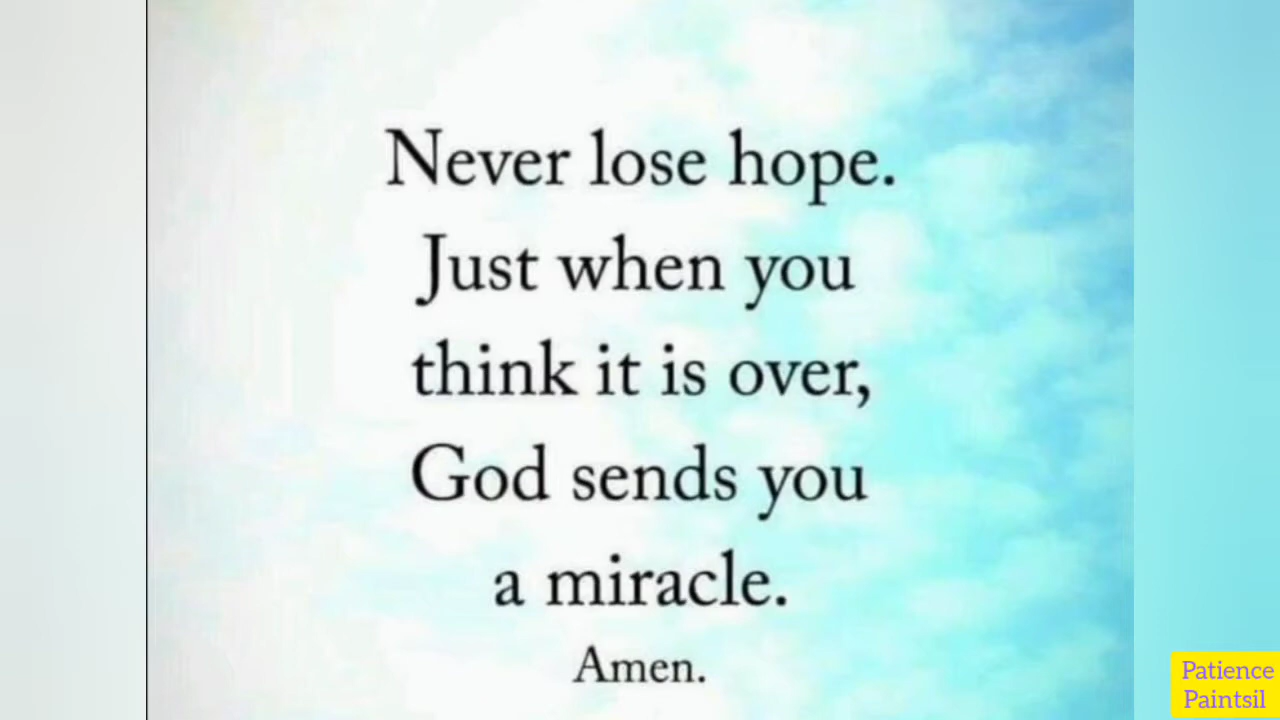 Never lose hope.
Just when you
think it is over,
God sends you
a miracle.
Amen.
Patience
Paintsil